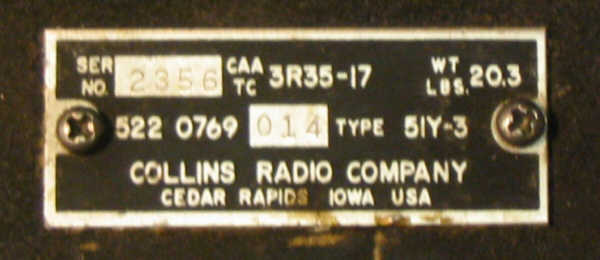 SER NO. 2356 CAA TC 3R35-17 WT LBS. 20.3
522 0769 014 TYPE 51Y-3
COLLINS RADIO COMPANY
CEDAR RAPIDS IOWA USA